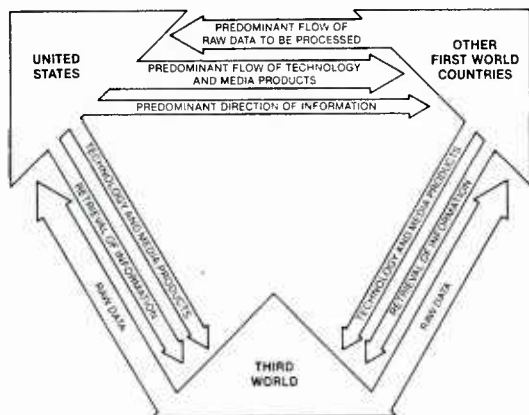 PREDOMINANT FLOW OF
RAW DATA TO BE PROCESSED
UNITED
STATES
OTHER
FIRST WORLD
COUNTRIES
PREDOMINANT FLOW OF TECHNOLOGY
AND MEDIA PRODUCTS
PREDOMINANT DIRECTION OF INFORMATION
TECHNOLOGY AND MEDIA PRODUCTS
RETRIEVAL OF INFORMATION
RAW DATA
TECHNOLOGY AND MEDIA PRODUCTS
RETRIEVAL OF INFORMATION
RAW DATA
THIRD
WORLD